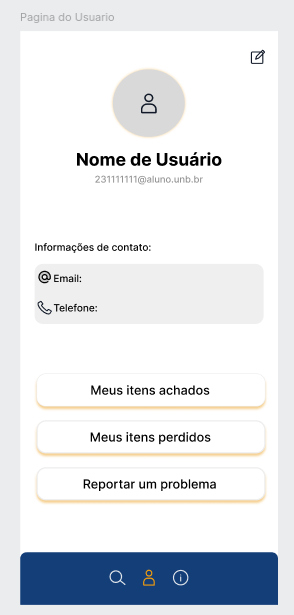 Pagina do Usuario
Nome de Usuário
231111111@aluno.unb.br
Informações de contato:
Email:
Telefone:
Meus itens achados
Meus itens perdidos
Reportar um problema